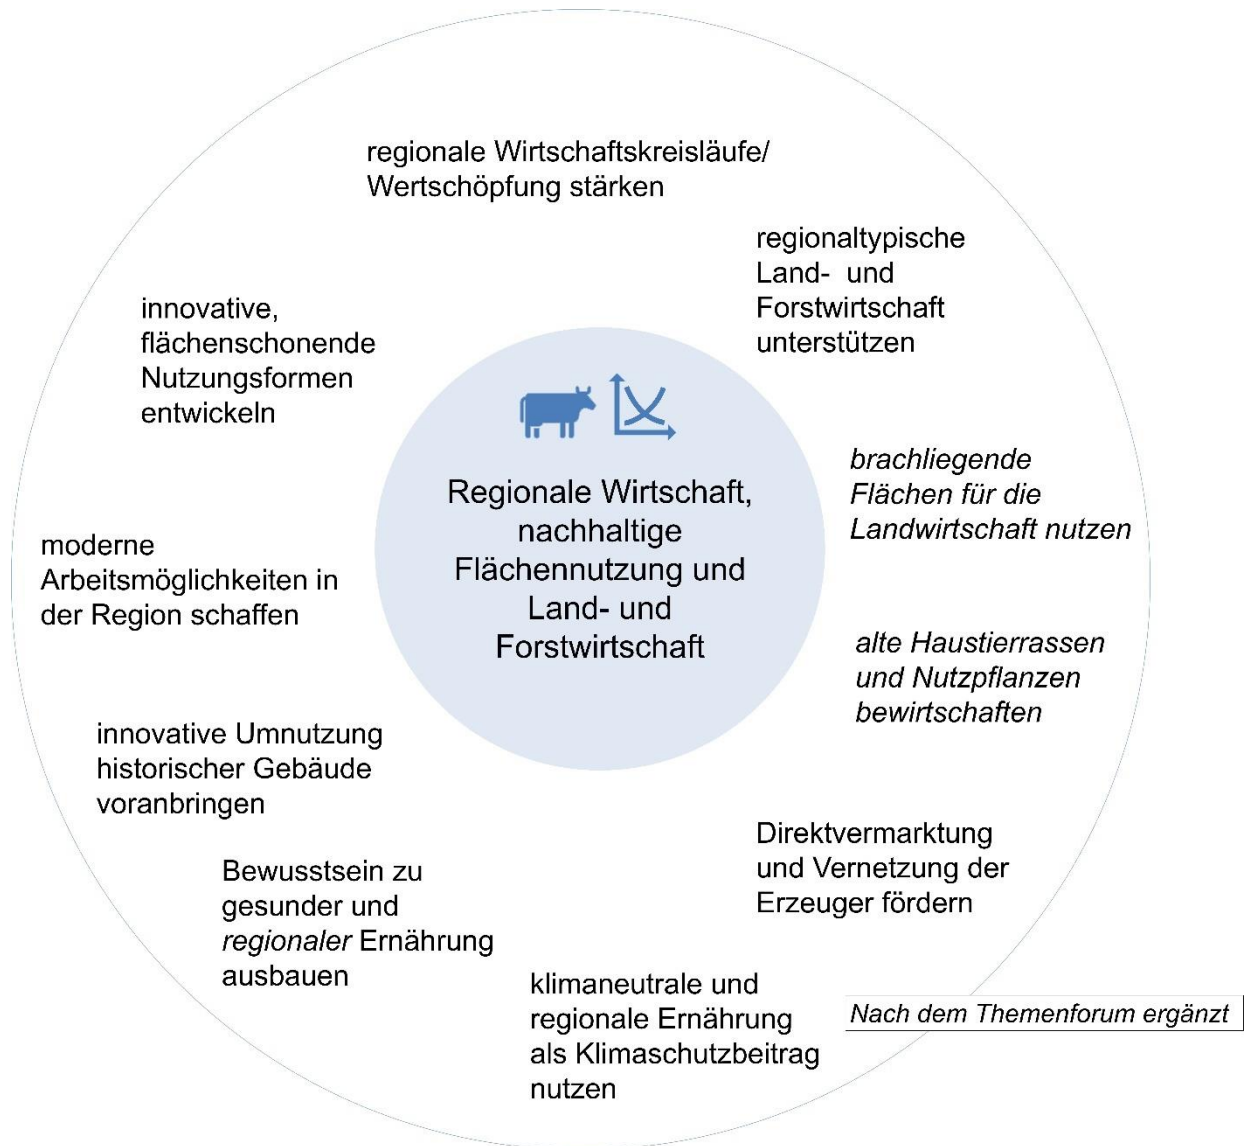 regionale Wirtschaftskreisläufe/
Wertschöpfung stärken
regionaltypische
Land- und
Forstwirtschaft
unterstützen
innovative,
flächenschonende
Nutzungsformen
entwickeln
Regionale Wirtschaft,
nachhaltige
Flächennutzung und
Land- und
Forstwirtschaft
brachliegende
Flächen für die
Landwirtschaft nutzen
moderne
Arbeitsmöglichkeiten in
der Region schaffen
alte Haustierrassen
und Nutzpflanzen
bewirtschaften
innovative Umnutzung
historischer Gebäude
voranbringen
Direktvermarktung
und Vernetzung der
Erzeuger fördern
Bewusstsein zu
gesunder und
regionaler Ernährung
ausbauen
klimaneutrale und
regionale Ernährung
als Klimaschutzbeitrag
nutzen
Nach dem Themenforum ergänzt